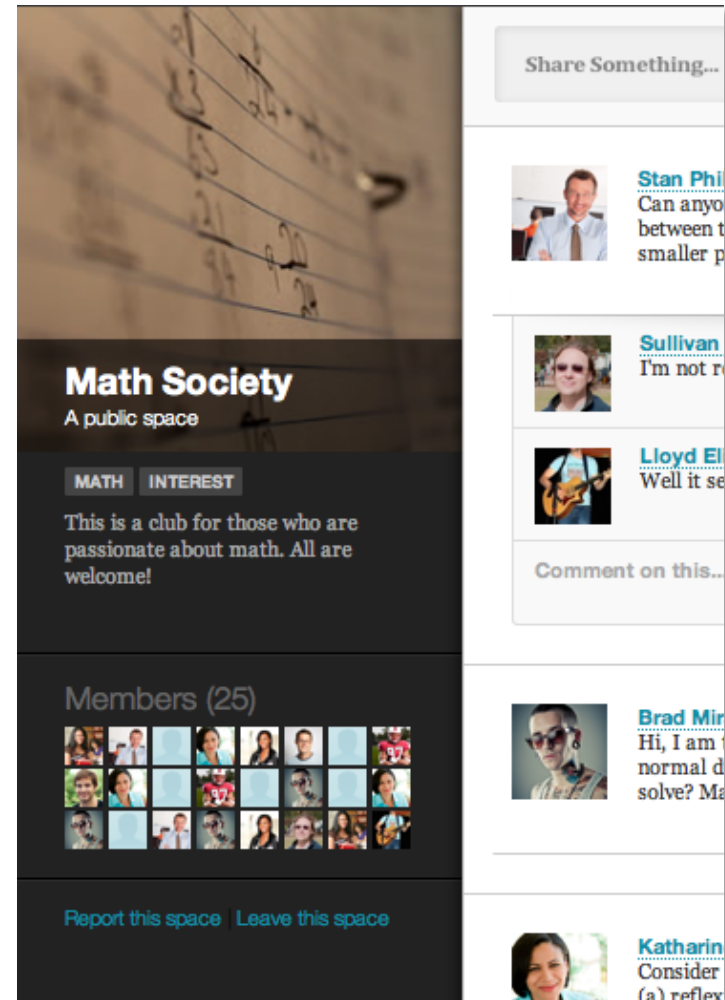 Math Society
A public space
MATH INTEREST
This is a club for those who are
passionate about math. All are
welcome!
Members (25)
Report this space | Leave this space
Share Something...
Stan Phil
Can anyo
between t
smaller p
Sullivan
I'm not r
Lloyd Eli
Well it se
Comment on this...
Brad Mir
Hi, I am
normal d
solve? Ma
Katharin
Consider
(a) reflex